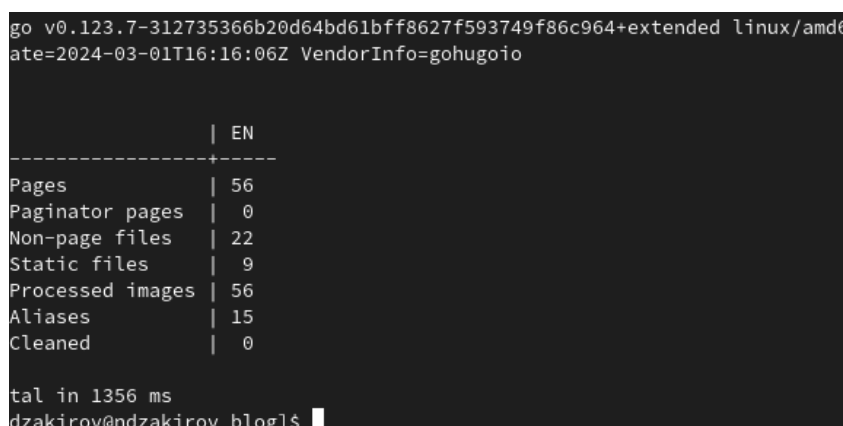 go v0.123.7-312735366b20d64bd61bff8627f593749f86c964+extended linux/amd6
ate=2024-03-01T16:16:06Z VendorInfo=gohugoio
| EN
-----------------+-----
Pages | 56
Paginator pages | 0
Non-page files | 22
Static files | 9
Processed images | 56
Aliases | 15
Cleaned | 0
tal in 1356 ms
dzakirov@ndzakirov blog]$